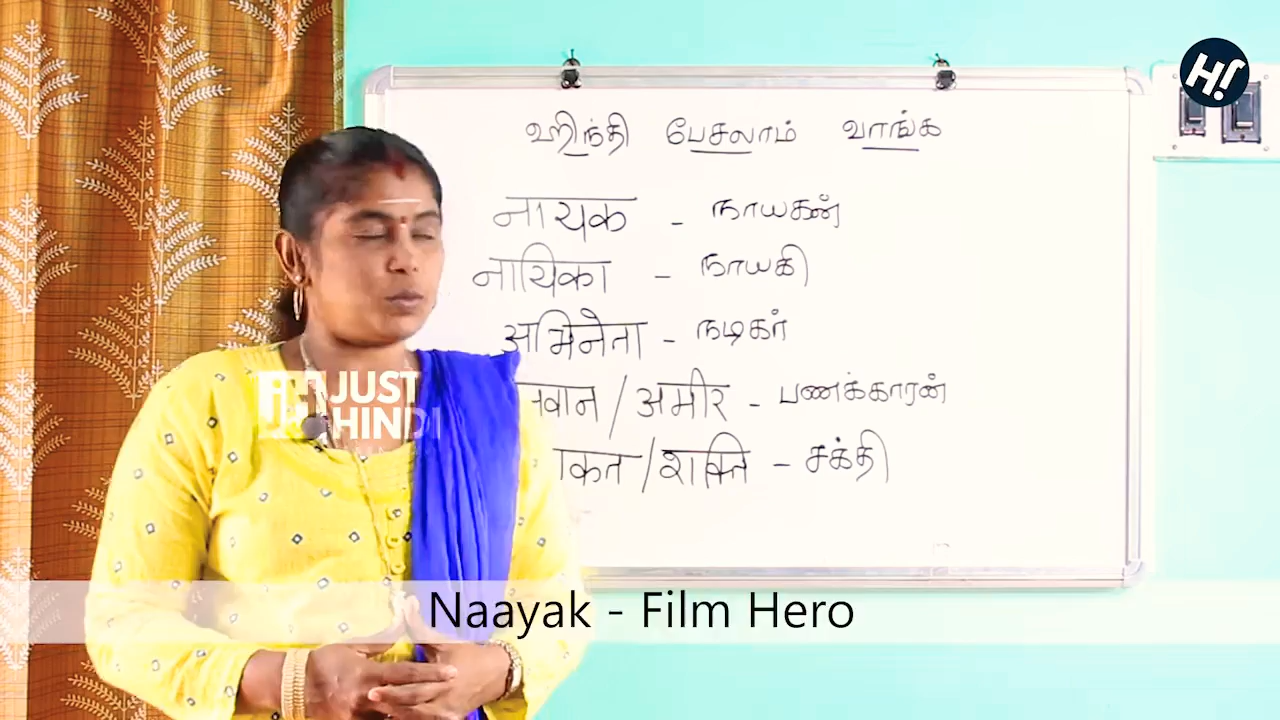 ஹிந்தி பேசலாம் வாங்க
नायक - நாயகன்
नायिका - நாயகி
अभिनेता - நடிகர்
/ अमीर - பணக்காரன்
/ शक्ति - சக்தி
JUST
HINDI
Naayak - Film Hero